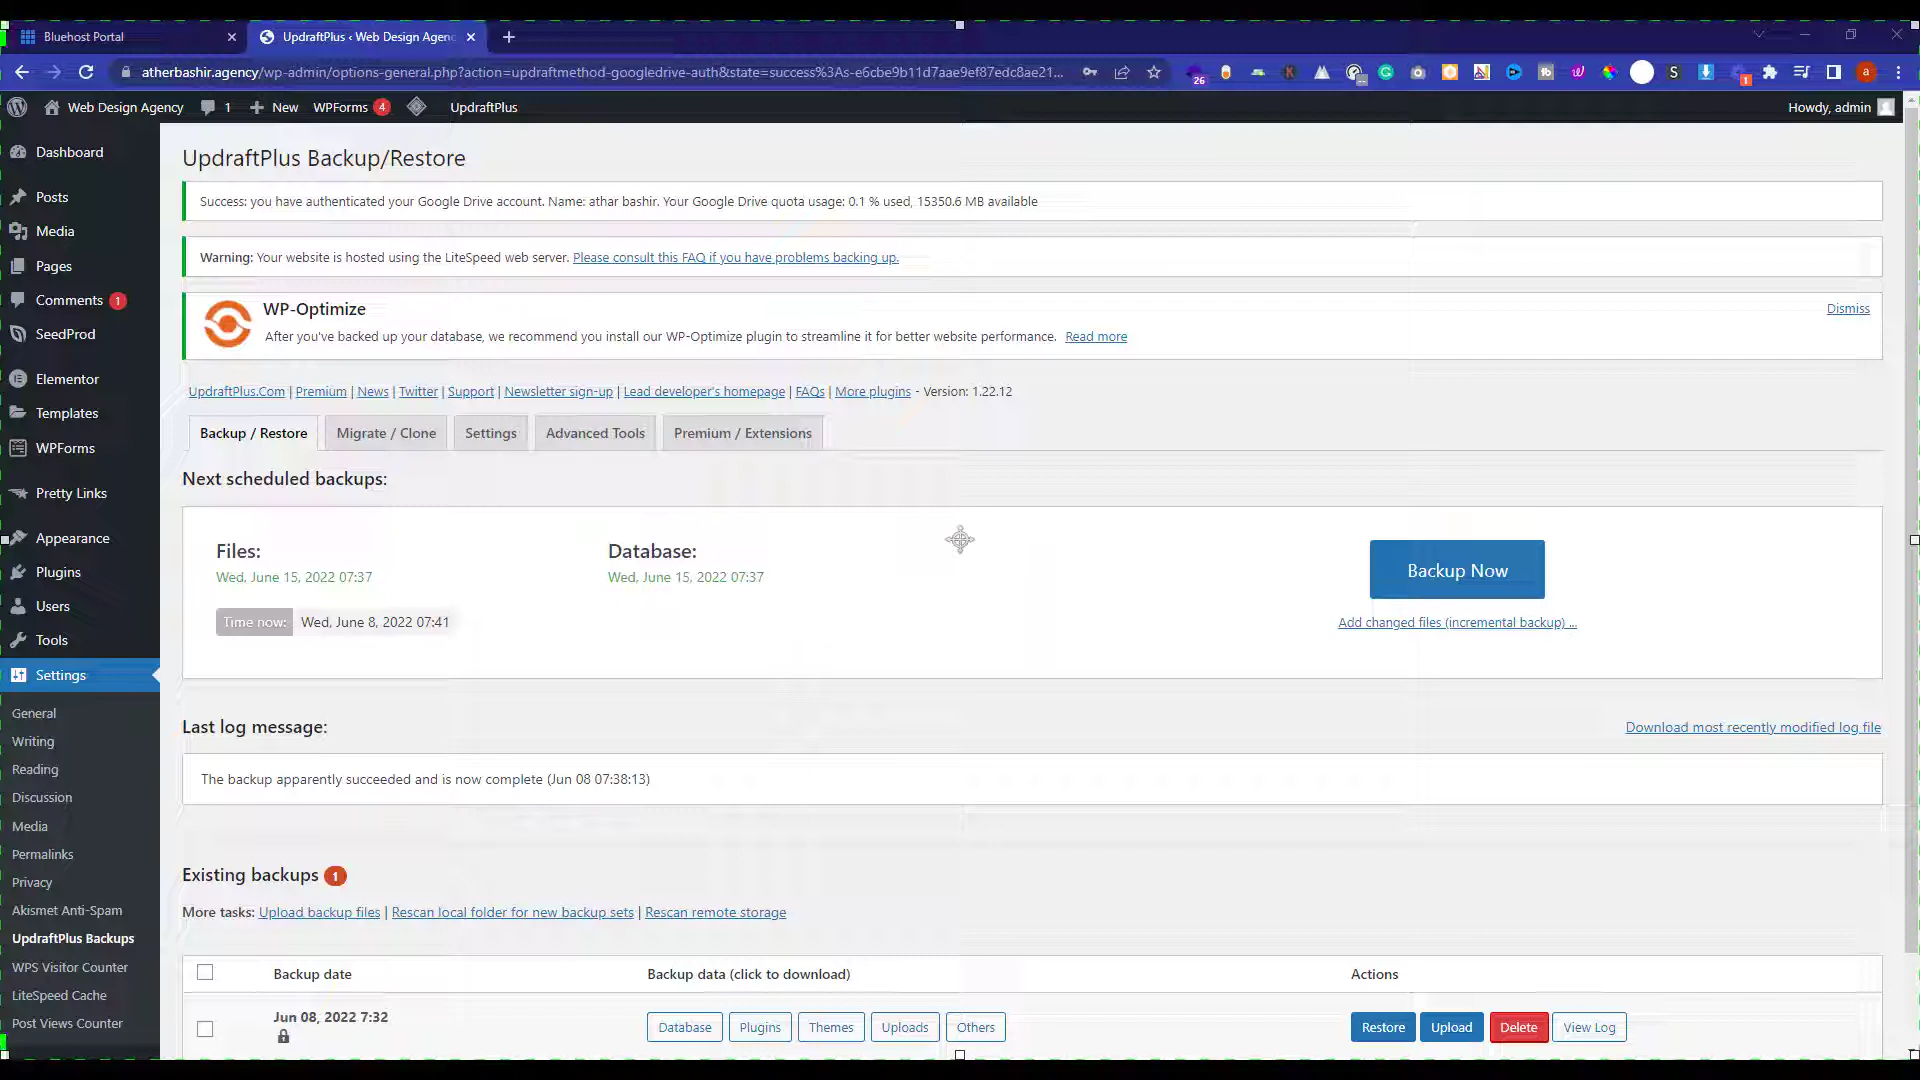 Bluehost Portal
UpdraftPlus ‹ Web Design Agenc
atherbashir.agency/wp-admin/options-general.php?action=updraftmethod-googledrive-auth&state=success%3As-e6cbe9b11d7aae9ef87edc8ae21...
26
1
a
Web Design Agency
1
New
WPForms 4
UpdraftPlus
Howdy, admin
Dashboard
Posts
Media
Pages
Comments 1
SeedProd
Elementor
Templates
WPForms
Pretty Links
Appearance
Plugins
Users
Tools
Settings
General
Writing
Reading
Discussion
Media
Permalinks
Privacy
Akismet Anti-Spam
UpdraftPlus Backups
WPS Visitor Counter
LiteSpeed Cache
Post Views Counter
UpdraftPlus Backup/Restore
Success: you have authenticated your Google Drive account. Name: athar bashir. Your Google Drive quota usage: 0.1 % used, 15350.6 MB available
Warning: Your website is hosted using the LiteSpeed web server. Please consult this FAQ if you have problems backing up.
WP-Optimize
Dismiss
After you've backed up your database, we recommend you install our WP-Optimize plugin to streamline it for better website performance. Read more
UpdraftPlus.Com | Premium | News | Twitter | Support | Newsletter sign-up | Lead developer's homepage | FAQs | More plugins - Version: 1.22.12
Backup / Restore
Migrate / Clone
Settings
Advanced Tools
Premium / Extensions
Next scheduled backups:
Files:
Wed, June 15, 2022 07:37
Database:
Wed, June 15, 2022 07:37
Time now: Wed, June 8, 2022 07:41
Backup Now
Add changed files (incremental backup) ...
Last log message:
Download most recently modified log file
The backup apparently succeeded and is now complete (Jun 08 07:38:13)
Existing backups 1
More tasks: Upload backup files | Rescan local folder for new backup sets | Rescan remote storage
Backup date
Backup data (click to download)
Actions
Jun 08, 2022 7:32
Database
Plugins
Themes
Uploads
Others
Restore
Upload
Delete
View Log